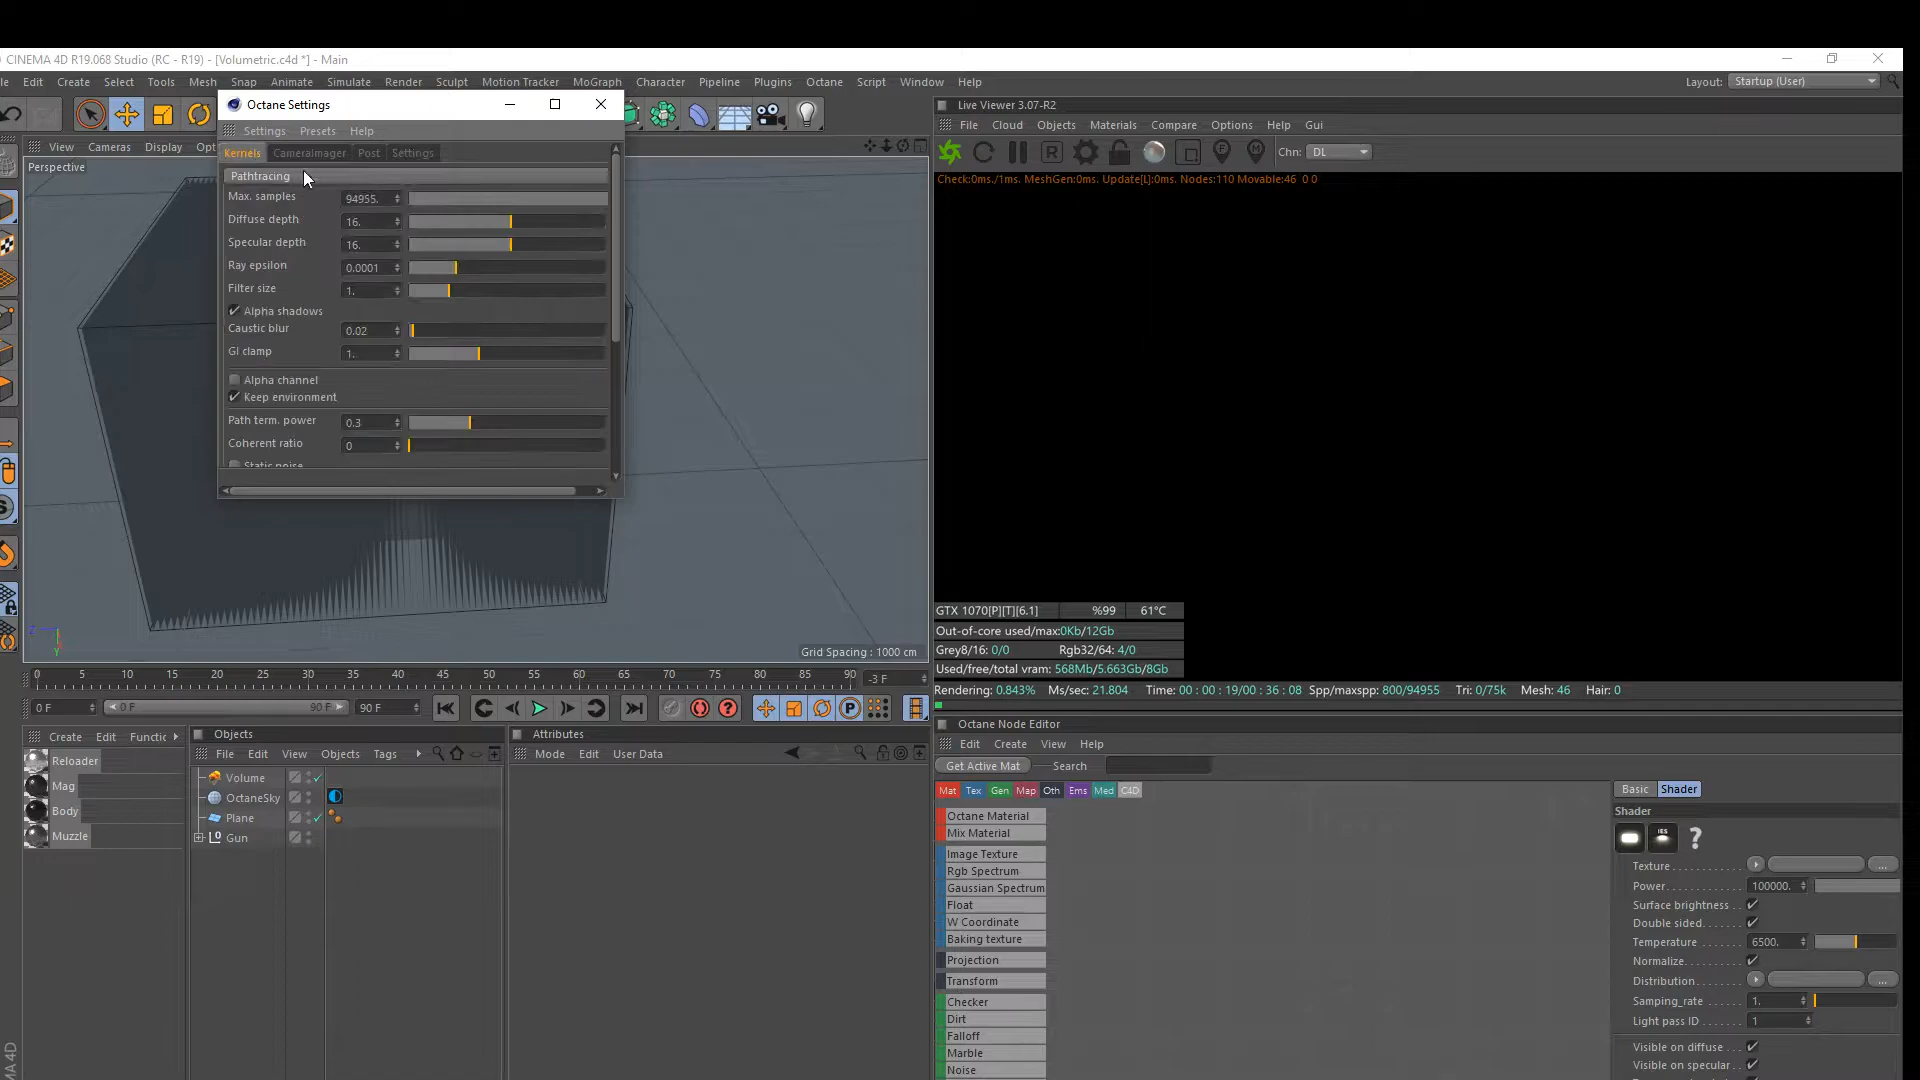 CINEMA 4D R19.068 Studio (RC - R19) - [Volumetric.c4d *] - Main
Edit Create Select Tools Mesh Snap Animate Simulate Render Sculpt Motion Tracker MoGraph Character Pipeline Plugins Octane Script Window Help
Layout: Startup (User)
Octane Settings
Settings Presets Help
Kernels CameraImager Post Settings
Pathtracing
Max. samples 94955.
Diffuse depth 16.
Specular depth 16.
Ray epsilon 0.0001
Filter size 1.
Alpha shadows
Caustic blur 0.02
GI clamp 1.
Alpha channel
Keep environment
Path term. power 0.3
Coherent ratio 0
Static noise
View Cameras Display Opt
Perspective
Grid Spacing : 1000 cm
Z
Y
Live Viewer 3.07-R2
File Cloud Objects Materials Compare Options Help Gui
R F M Chn: DL
Check:0ms./1ms. MeshGen:0ms. Update[L]:0ms. Nodes:110 Movable:46 0 0
GTX 1070[P][T][6.1] %99 61°C
Out-of-core used/max:0Kb/12Gb
Grey8/16: 0/0 Rgb32/64: 4/0
Used/free/total vram: 568Mb/5.663Gb/8Gb
Rendering: 0.843% Ms/sec: 21.804 Time: 00 : 00 : 19/00 : 36 : 08 Spp/maxspp: 800/94955 Tri: 0/75k Mesh: 46 Hair: 0
0 5 10 15 20 25 30 35 40 45 50 55 60 65 70 75 80 85 90 -3 F
0 F 0 F 90 F 90 F
Create Edit Functic
Reloader
Mag
Body
Muzzle
Objects
File Edit View Objects Tags
Volume
OctaneSky
Plane
Gun
Attributes
Mode Edit User Data
Octane Node Editor
Edit Create View Help
Get Active Mat Search
Mat Tex Gen Map Oth Ems Med C4D
Octane Material
Mix Material
Image Texture
Rgb Spectrum
Gaussian Spectrum
Float
W Coordinate
Baking texture
Projection
Transform
Checker
Dirt
Falloff
Marble
Noise
Basic Shader
Shader
IES ?
Texture ...
Power 100000.
Surface brightness
Double sided
Temperature 6500.
Normalize
Distribution ...
Sampling_rate 1.
Light pass ID 1
Visible on diffuse
Visible on specular
MA 4D